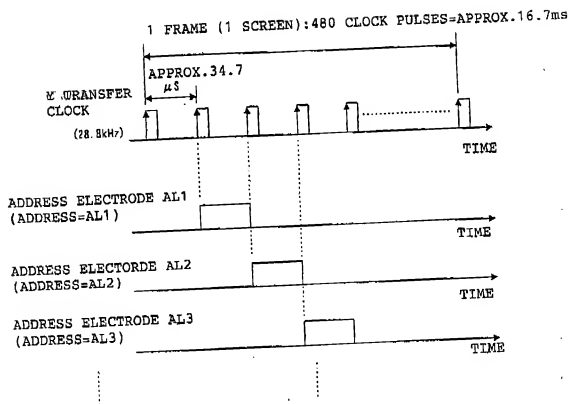 1 FRAME (1 SCREEN):480 CLOCK PULSES=APPROX.16.7ms
APPROX.34.7
μS
TRANSFER
CLOCK
(28.8kHz)
TIME
ADDRESS ELECTRODE AL1
(ADDRESS=AL1)
TIME
ADDRESS ELECTORDE AL2
(ADDRESS=AL2)
TIME
ADDRESS ELECTRODE AL3
(ADDRESS=AL3)
TIME